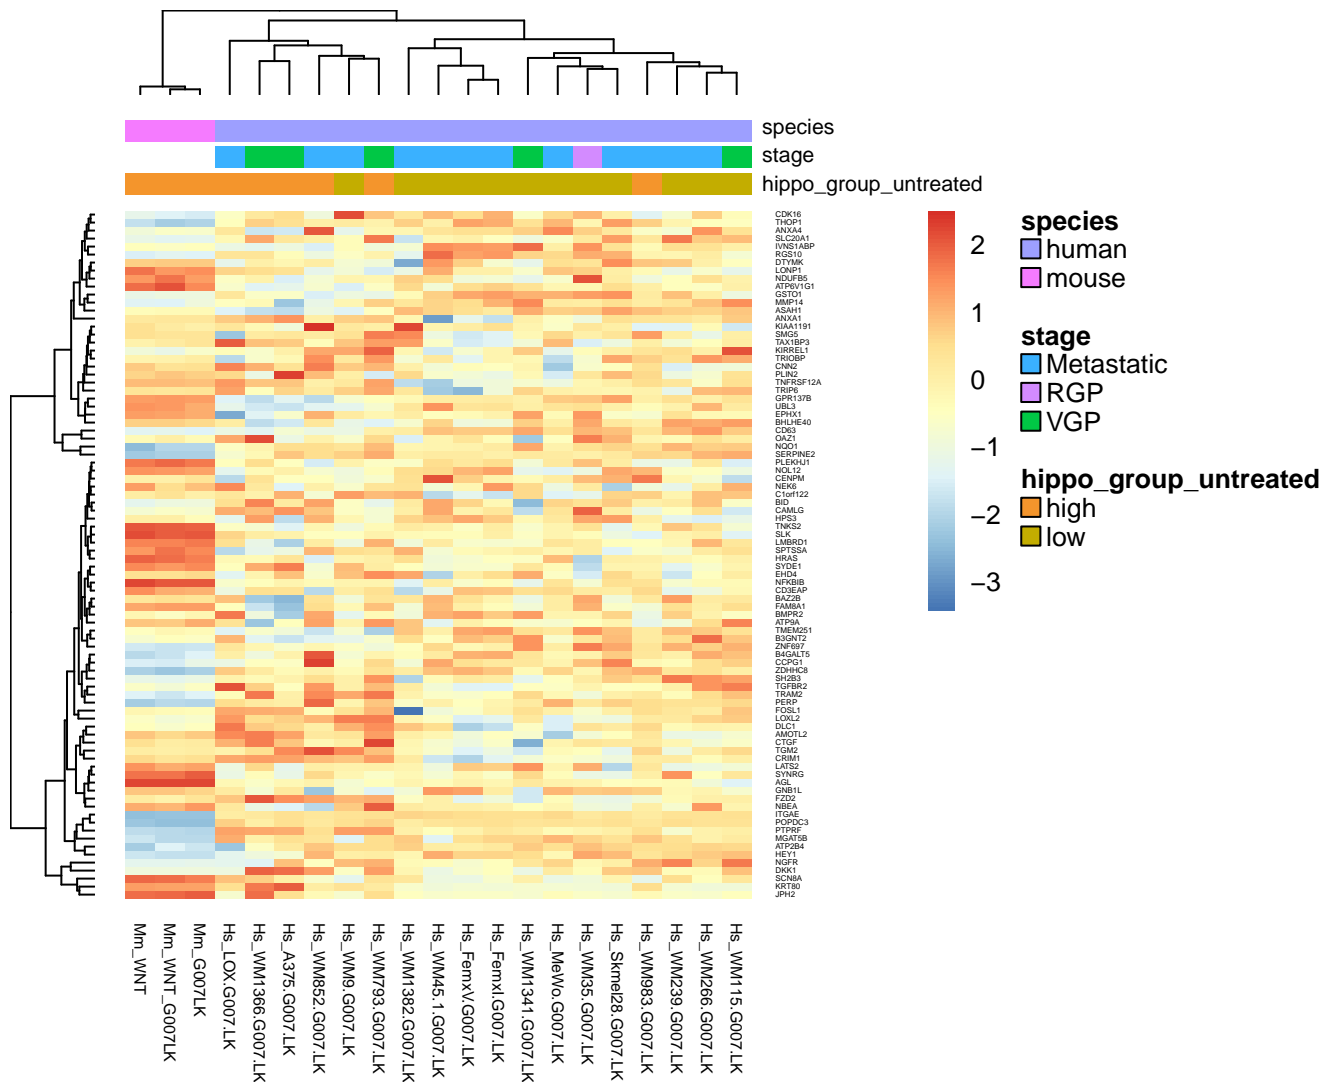 species
stage
hippo_group_untreated
CDK16
THOP1
ANXA4
SLC20A1
IVNS1ABP
RGS10
DTYMK
LONP1
NDUFB5
ATP6V1G1
GSTO1
MMP14
ASAH1
ANXA1
KIAA1191
SMG5
TAX1BP3
KIRREL1
TRIOBP
CNN2
PLIN2
TNFRSF12A
TRIP6
GPR137B
UBL3
EPHX1
BHLHE40
CD63
OAZ1
NQO1
SERPINE2
PLEKHJ1
NOL12
CENPM
NEK6
C1orf122
BID
CAMLG
HPS3
TNKS2
SLK
LMBRD1
SPTSSA
HRAS
SYDE1
EHD4
NFKBIB
CD3EAP
BAZ2B
FAM8A1
BMPR2
ATP9A
TMEM251
B3GNT2
ZNF697
B4GALT5
CCPG1
ZDHHC8
SH2B3
TGFBR2
TRAM2
PERP
FOSL1
LOXL2
DLC1
AMOTL2
CTGF
TGM2
CRIM1
LATS2
SYNRG
AGL
GNB1L
FZD2
NBEA
ITGAE
POPDC3
PTPRF
MGAT5B
ATP2B4
HEY1
NGFR
DKK1
SCN8A
KRT80
JPH2
2
1
0
−1
−2
−3
species
human
mouse
stage
Metastatic
RGP
VGP
hippo_group_untreated
high
low
Mm_WNT
Mm_WNT_G007LK
Mm_G007LK
Hs_LOX.G007.LK
Hs_WM1366.G007.LK
Hs_A375.G007.LK
Hs_WM852.G007.LK
Hs_WM9.G007.LK
Hs_WM793.G007.LK
Hs_WM1382.G007.LK
Hs_WM45.1.G007.LK
Hs_FemxV.G007.LK
Hs_FemxI.G007.LK
Hs_WM1341.G007.LK
Hs_MeWo.G007.LK
Hs_WM35.G007.LK
Hs_Skmel28.G007.LK
Hs_WM983.G007.LK
Hs_WM239.G007.LK
Hs_WM266.G007.LK
Hs_WM115.G007.LK